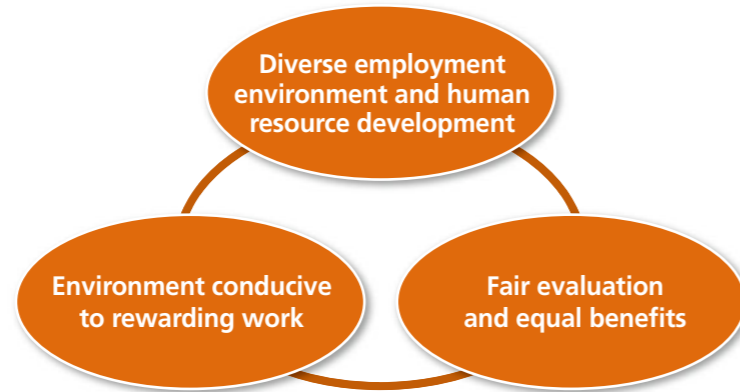 Diverse employment
environment and human
resource development
Environment conducive
to rewarding work
Fair evaluation
and equal benefits